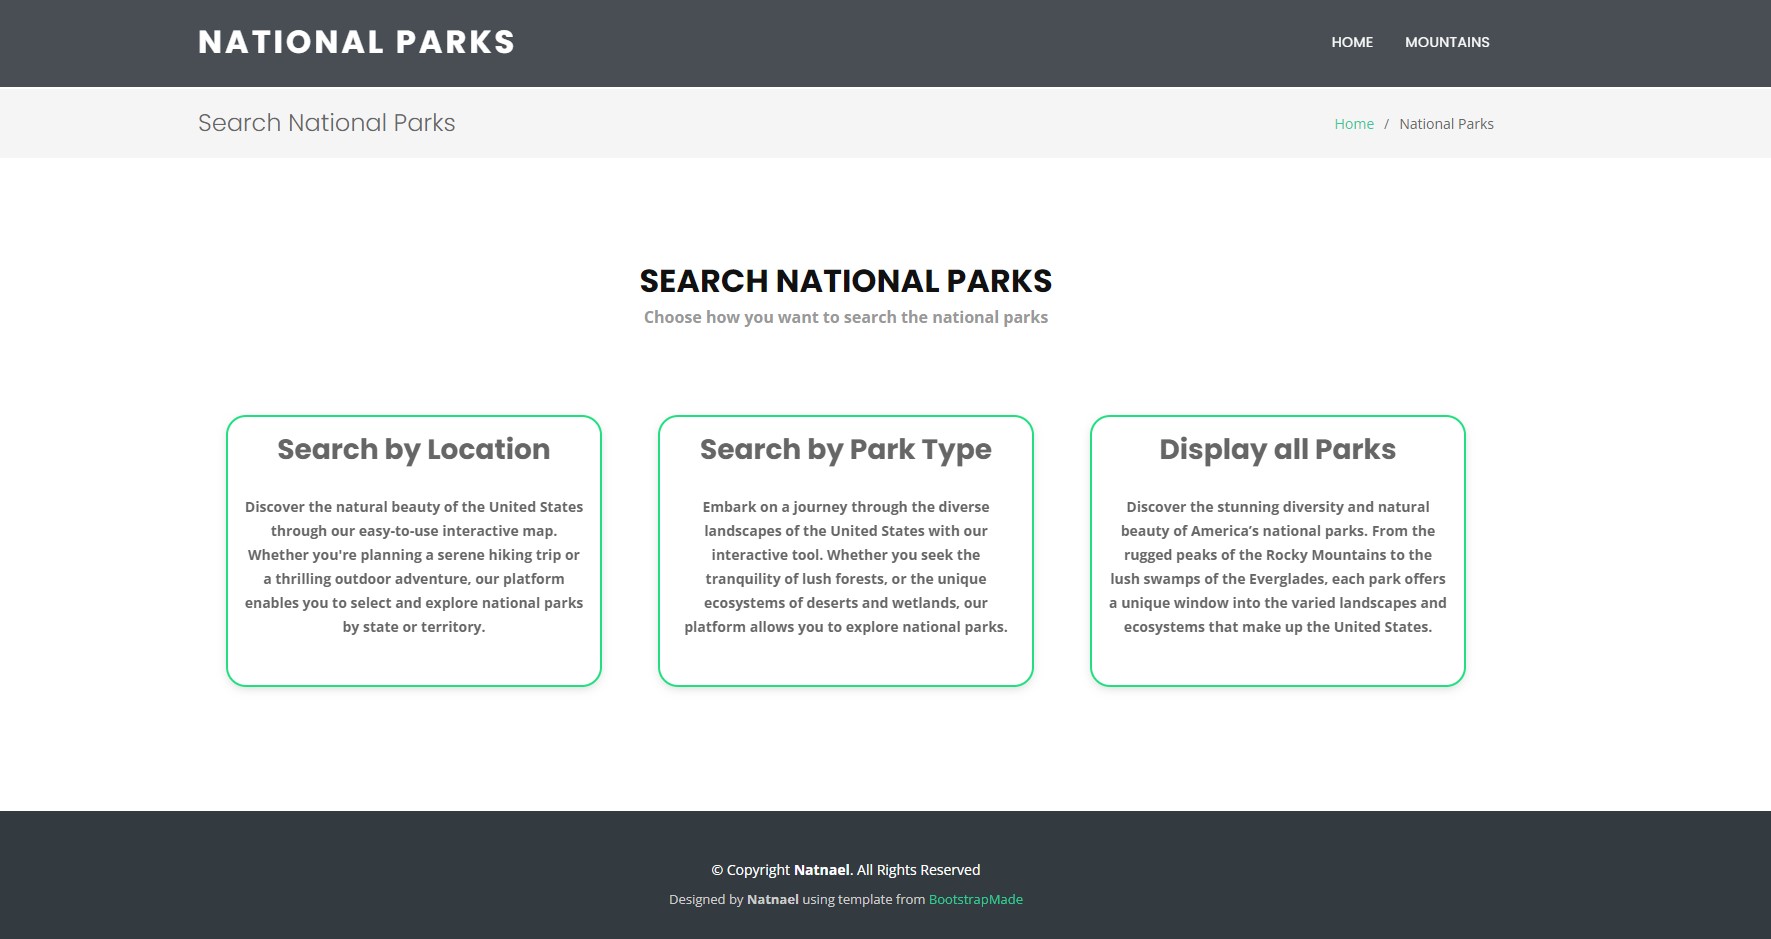 NATIONAL PARKS
HOME MOUNTAINS
Search National Parks
Home / National Parks
SEARCH NATIONAL PARKS
Choose how you want to search the national parks
Search by Location
Discover the natural beauty of the United States
through our easy-to-use interactive map.
Whether you're planning a serene hiking trip or
a thrilling outdoor adventure, our platform
enables you to select and explore national parks
by state or territory.
Search by Park Type
Embark on a journey through the diverse
landscapes of the United States with our
interactive tool. Whether you seek the
tranquility of lush forests, or the unique
ecosystems of deserts and wetlands, our
platform allows you to explore national parks.
Display all Parks
Discover the stunning diversity and natural
beauty of America’s national parks. From the
rugged peaks of the Rocky Mountains to the
lush swamps of the Everglades, each park offers
a unique window into the varied landscapes and
ecosystems that make up the United States.
© Copyright Natnael. All Rights Reserved
Designed by Natnael using template from BootstrapMade